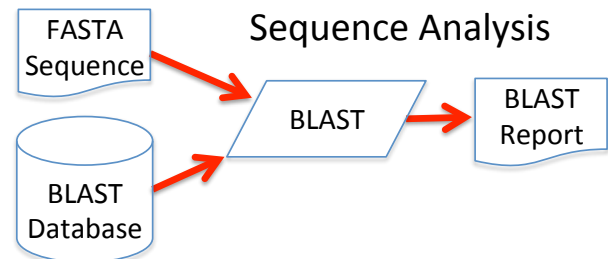 Sequence Analysis
FASTA
Sequence
BLAST
Database
BLAST
BLAST
Report